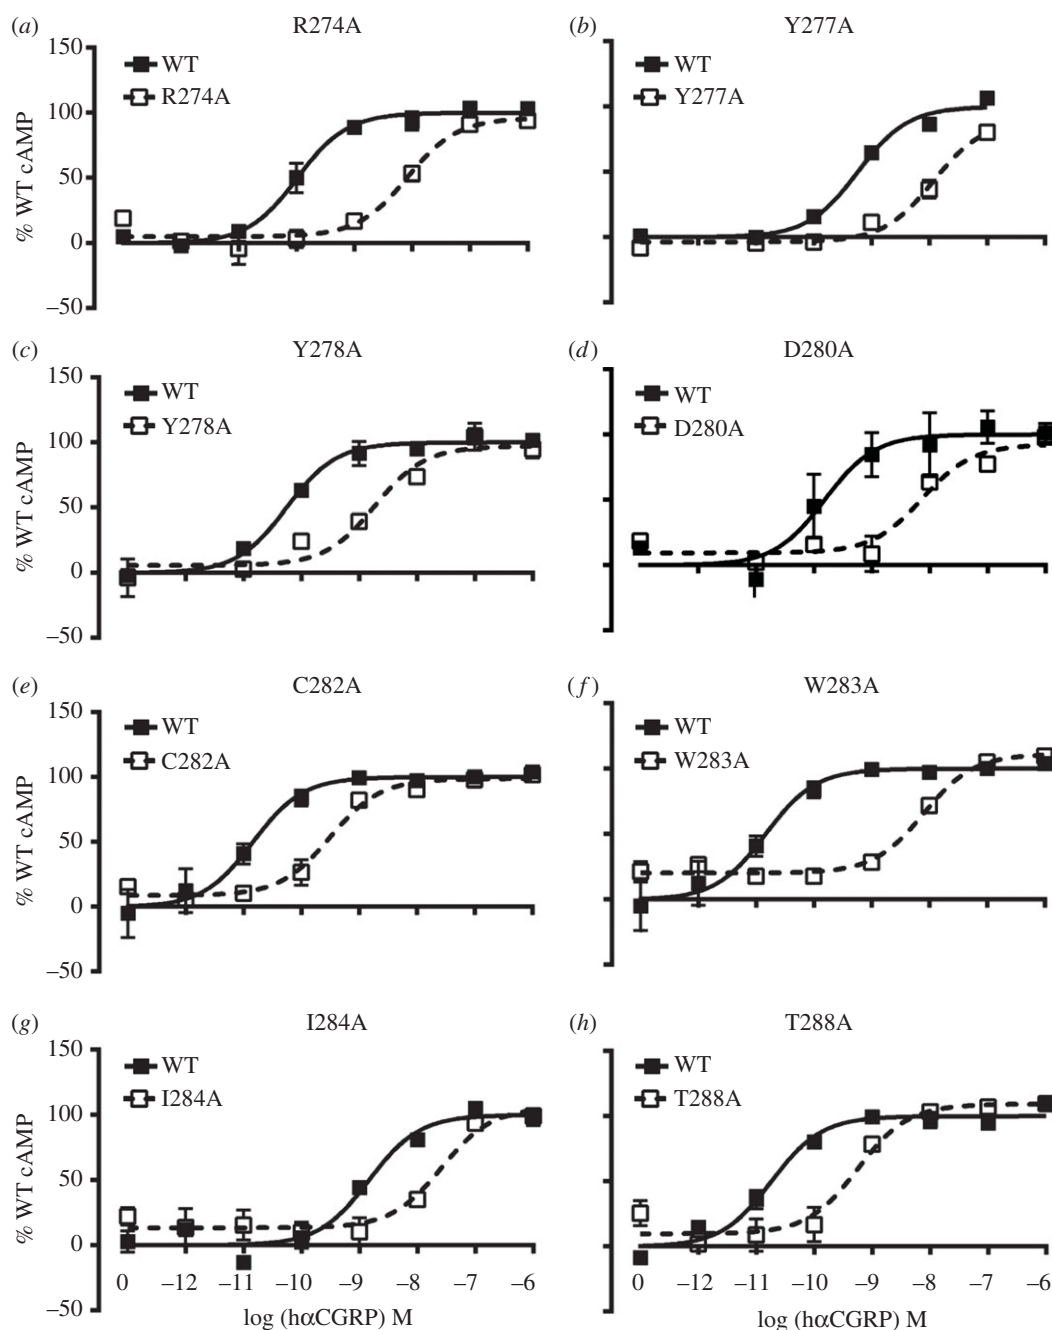 (a) R274A
150
100
50
0
–50
% WT cAMP
WT
R274A
(b) Y277A
WT
Y277A
(c) Y278A
150
100
50
0
–50
% WT cAMP
WT
Y278A
(d) D280A
WT
D280A
(e) C282A
150
100
50
0
–50
% WT cAMP
WT
C282A
(f) W283A
WT
W283A
(g) I284A
150
100
50
0
–50
% WT cAMP
WT
I284A
0 –12 –11 –10 –9 –8 –7 –6
log (hαCGRP) M
(h) T288A
WT
T288A
0 –12 –11 –10 –9 –8 –7 –6
log (hαCGRP) M